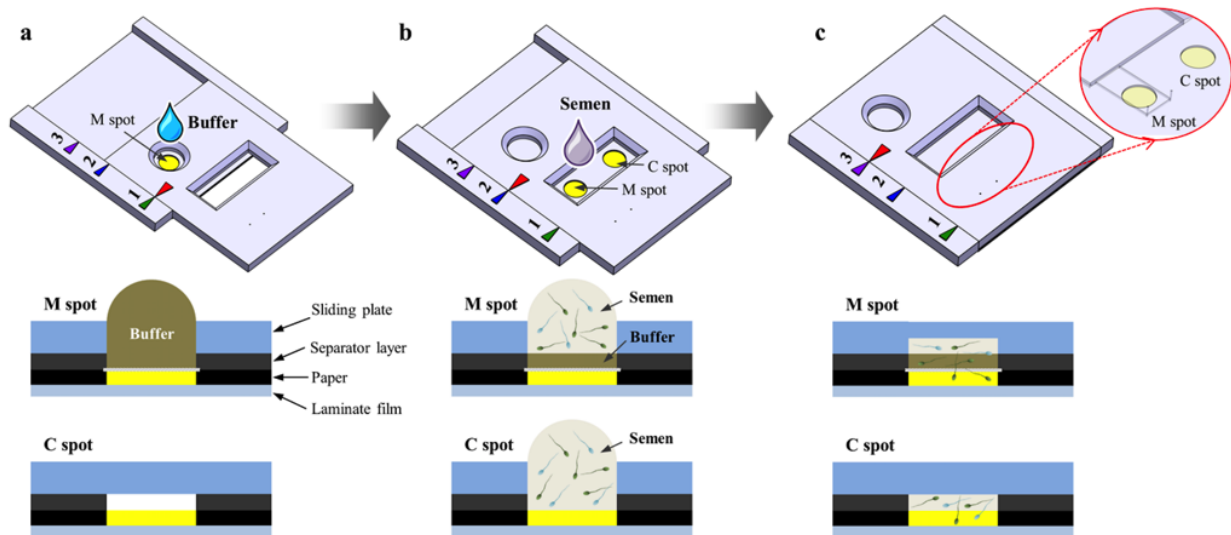 a
M spot
Buffer
3
2
1
b
Semen
C spot
M spot
3
2
1
c
C spot
M spot
3
2
1
M spot
Buffer
Sliding plate
Separator layer
Paper
Laminate film
C spot
M spot
Semen
Buffer
C spot
Semen
M spot
C spot